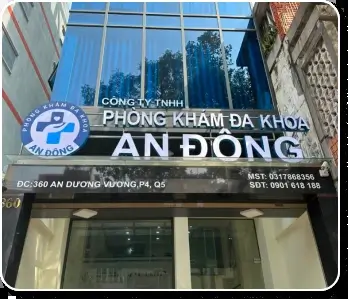 CÔNG TY TNHH
PHÒNG KHÁM ĐA KHOA
AN ĐÔNG
PHÒNG KHÁM ĐA KHOA
AN ĐÔNG
ĐC:360 AN DƯƠNG VƯƠNG,P4, Q5
MST: 0317868356
SĐT: 0901 618 188
360